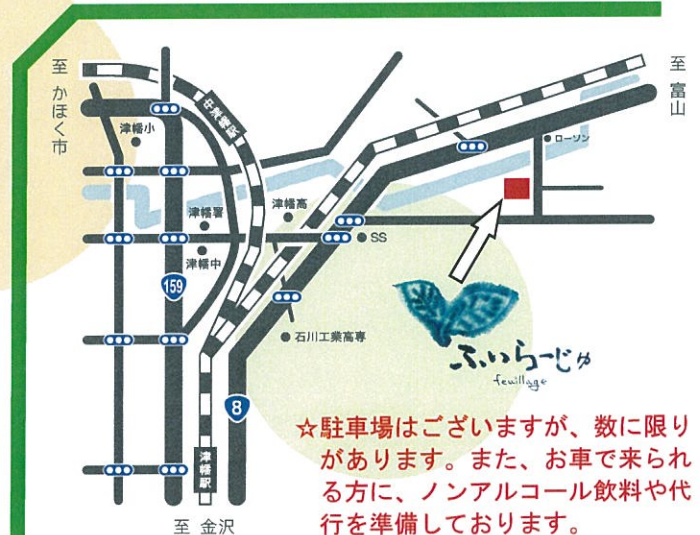 至 かほく市
至 富山
中津幡駅
津幡小
ローソン
津幡署
津幡高
津幡中
SS
159
石川工業高専
ふぃらーじゅ
feuillage
8
津幡駅
至 金沢
☆駐車場はございますが、数に限り
があります。また、お車で来られ
る方に、ノンアルコール飲料や代
行を準備しております。